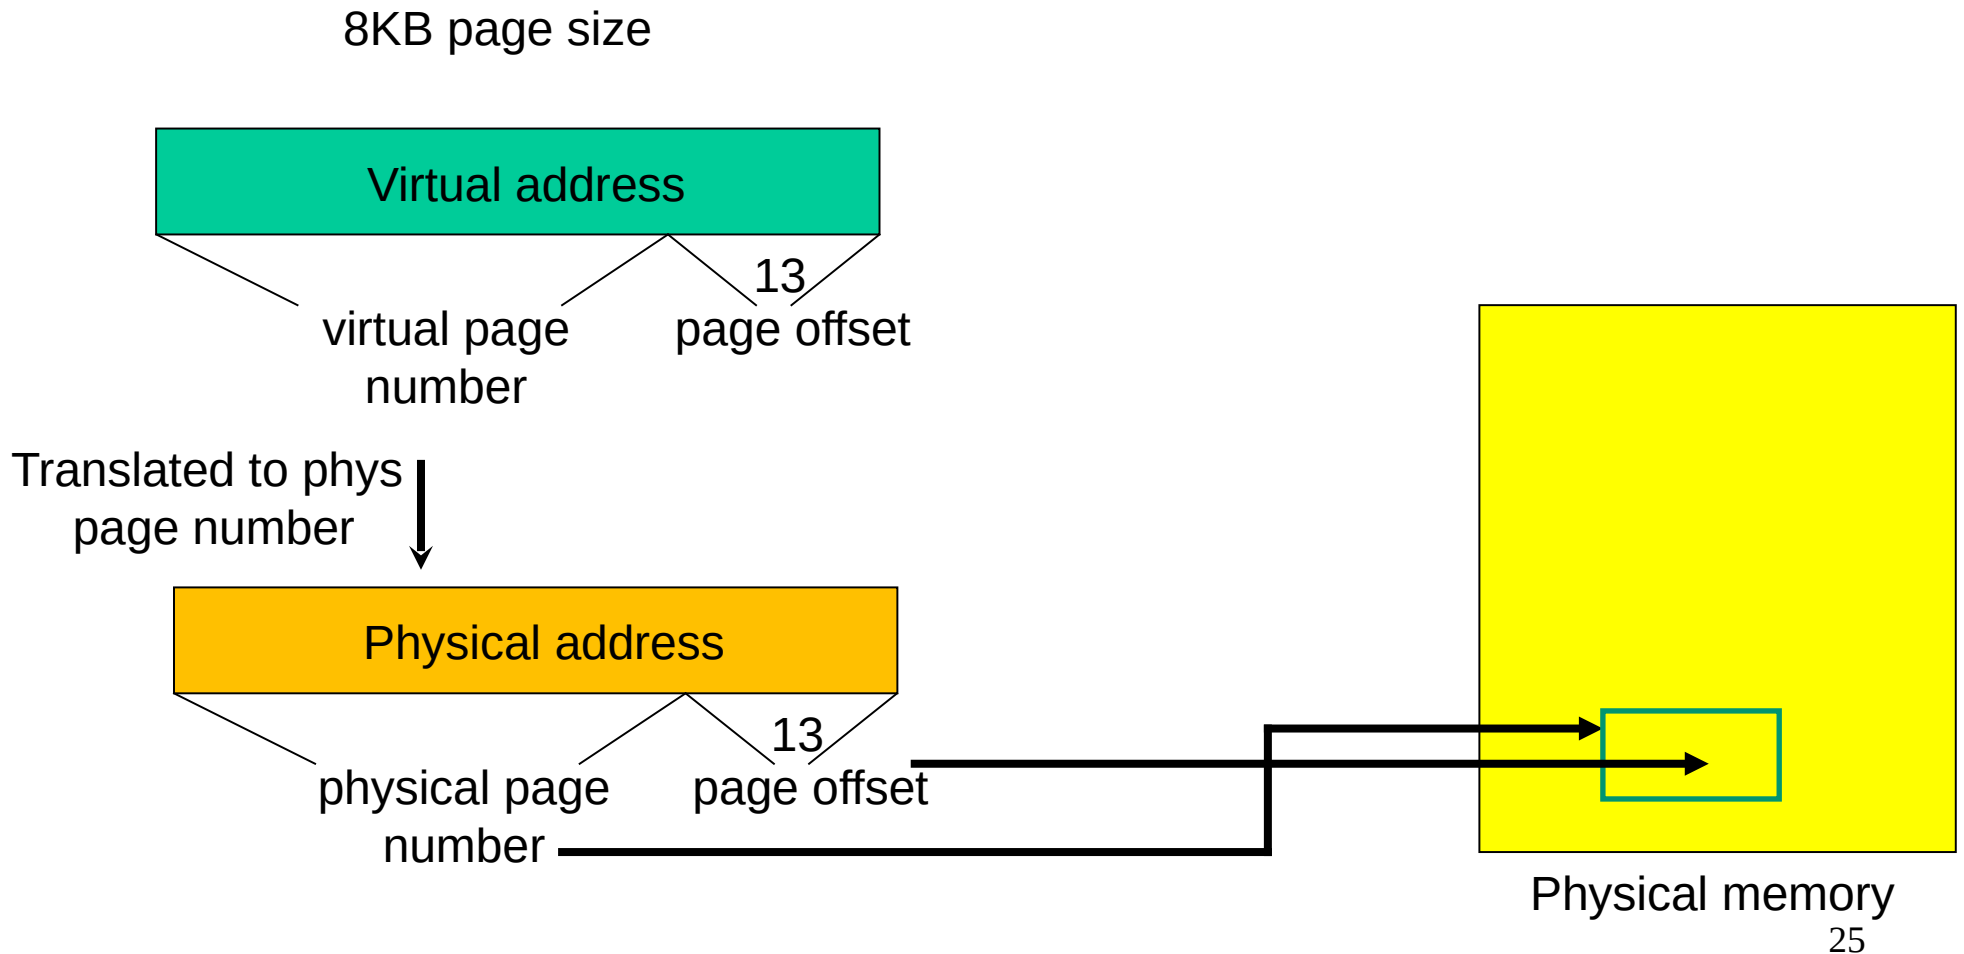 8KB page size
Virtual address
13
virtual page
number
page offset
Translated to phys
page number
Physical address
13
physical page
number
page offset
Physical memory
25